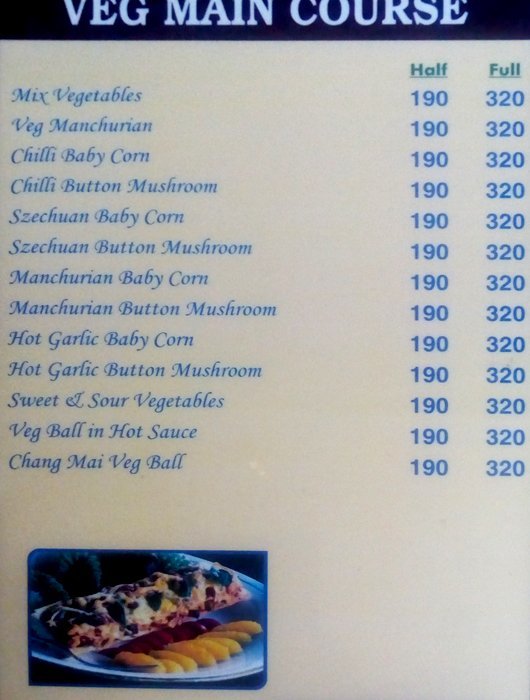 VEG MAIN COURSE
Half Full
Mix Vegetables 190 320
Veg Manchurian 190 320
Chilli Baby Corn 190 320
Chilli Button Mushroom 190 320
Szechuan Baby Corn 190 320
Szechuan Button Mushroom 190 320
Manchurian Baby Corn 190 320
Manchurian Button Mushroom 190 320
Hot Garlic Baby Corn 190 320
Hot Garlic Button Mushroom 190 320
Sweet & Sour Vegetables 190 320
Veg Ball in Hot Sauce 190 320
Chang Mai Veg Ball 190 320